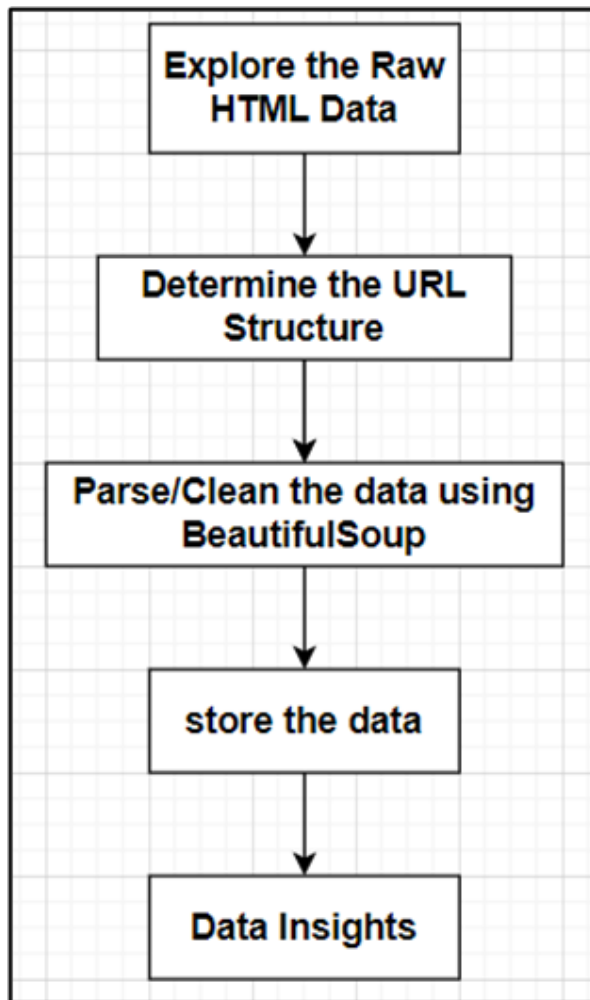 Explore the Raw
HTML Data
Determine the URL
Structure
Parse/Clean the data using
BeautifulSoup
store the data
Data Insights